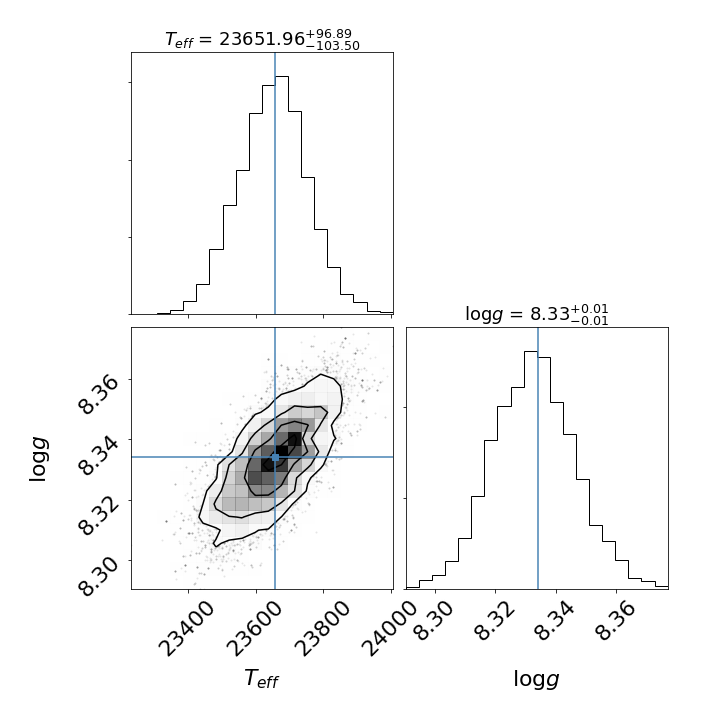 T_eff = 23651.96 +96.89 −103.50
logg = 8.33 +0.01 −0.01
8.36
8.34
8.32
8.30
logg
23400
23600
23800
24000
8.30
8.32
8.34
8.36
T_eff
logg